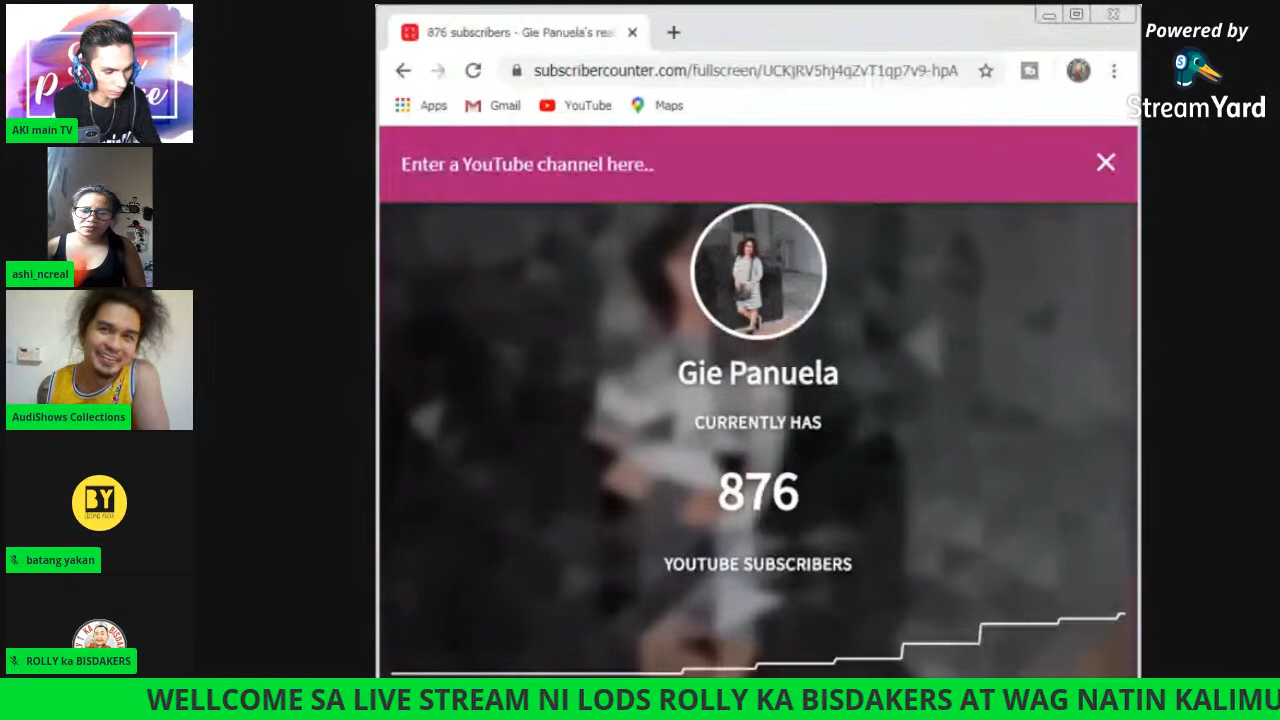 AKI main TV
ashi_ncreal
AudiShows Collections
BY
batang yakan
ROLLY ka BISDAKERS
876 subscribers - Gie Panuela's rea
subscribercounter.com/fullscreen/UCKjRV5hJ4qZvT1qp7v9-hpA
Apps Gmail YouTube Maps
Enter a YouTube channel here..
Gie Panuela
CURRENTLY HAS
876
YOUTUBE SUBSCRIBERS
Powered by
StreamYard
WELLCOME SA LIVE STREAM NI LODS ROLLY KA BISDAKERS AT WAG NATIN KALIMU